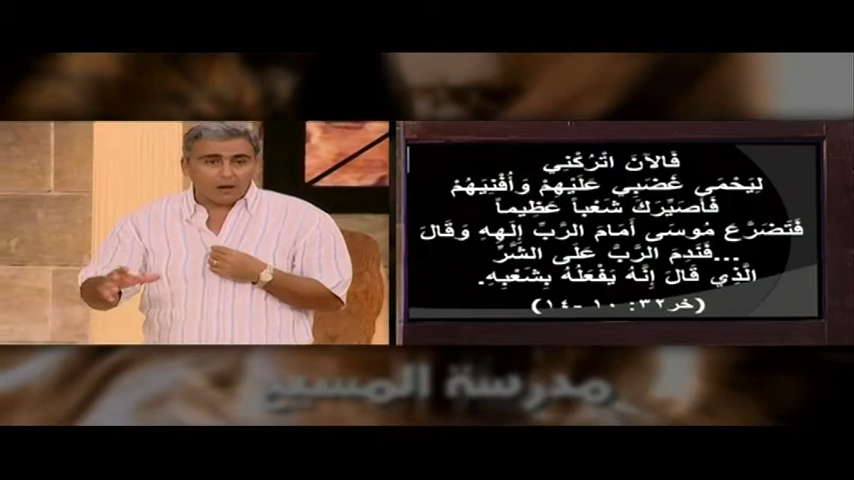 فَالآنَ اتْرُكْنِي
لِيَحْمَى غَضَبِي عَلَيْهِمْ وَأُفْنِيَهُمْ
فَأُصَيِّرَكَ شَعْباً عَظِيماً
فَتَضَرَّعَ مُوسَى أَمَامَ الرَّبِّ إِلَهِهِ وَقَالَ
...فَنَدِمَ الرَّبُّ عَلَى الشَّرِّ
الَّذِي قَالَ إِنَّهُ يَفْعَلُهُ بِشَعْبِهِ.
(خر٣٢: ١٠ -١٤)
مدرسة المسيح